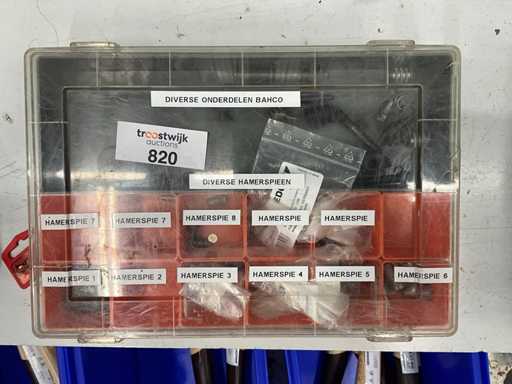 DIVERSE ONDERDELEN BAHCO
troostwijk
auctions
820
DIVERSE HAMERSPIEEN
HAMERSPIE 7 HAMERSPIE 7 HAMERSPIE 8 HAMERSPIE HAMERSPIE
HAMERSPIE 1 HAMERSPIE 2 HAMERSPIE 3 HAMERSPIE 4 HAMERSPIE 5 HAMERSPIE 6